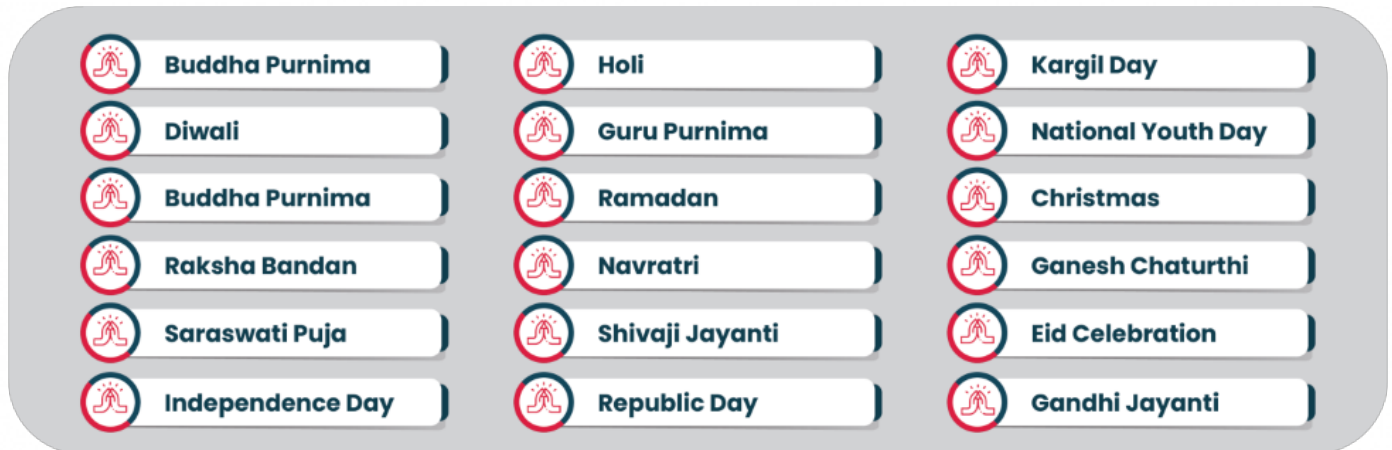 Buddha Purnima
Diwali
Buddha Purnima
Raksha Bandan
Saraswati Puja
Independence Day
Holi
Guru Purnima
Ramadan
Navratri
Shivaji Jayanti
Republic Day
Kargil Day
National Youth Day
Christmas
Ganesh Chaturthi
Eid Celebration
Gandhi Jayanti